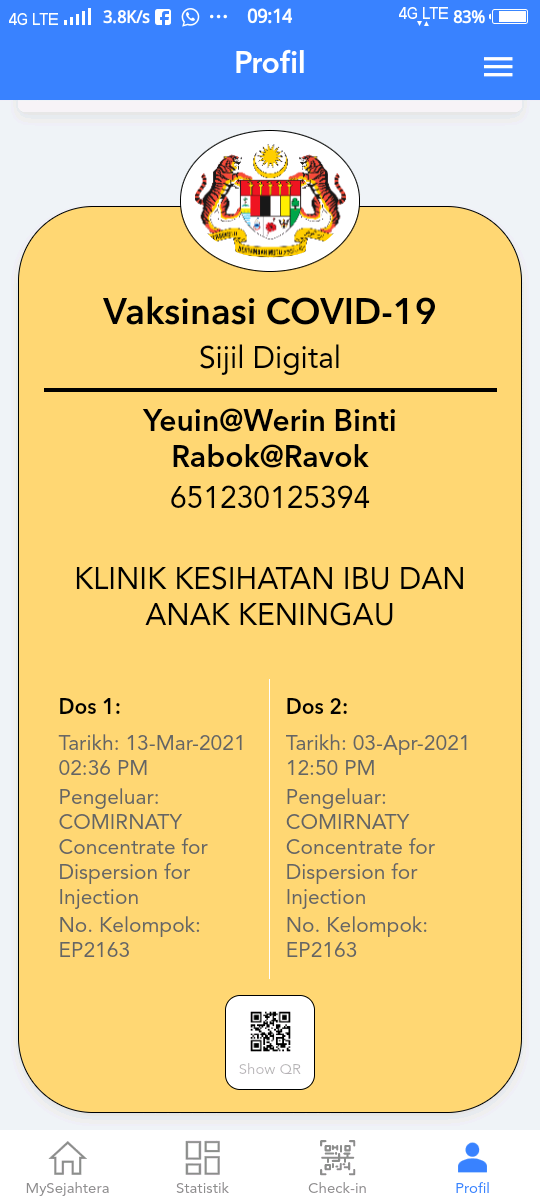 4G LTE 3.8K/s ••• 09:14 4G LTE 83%
Profil
Vaksinasi COVID-19
Sijil Digital
Yeuin@Werin Binti
Rabok@Ravok
651230125394
KLINIK KESIHATAN IBU DAN
ANAK KENINGAU
Dos 1:
Tarikh: 13-Mar-2021
02:36 PM
Pengeluar:
COMIRNATY
Concentrate for
Dispersion for
Injection
No. Kelompok:
EP2163
Dos 2:
Tarikh: 03-Apr-2021
12:50 PM
Pengeluar:
COMIRNATY
Concentrate for
Dispersion for
Injection
No. Kelompok:
EP2163
Show QR
MySejahtera Statistik Check-in Profil